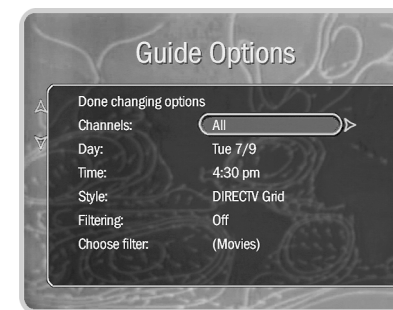 Guide Options
Done changing options
Channels: All
Day: Tue 7/9
Time: 4:30 pm
Style: DIRECTV Grid
Filtering: Off
Choose filter: (Movies)